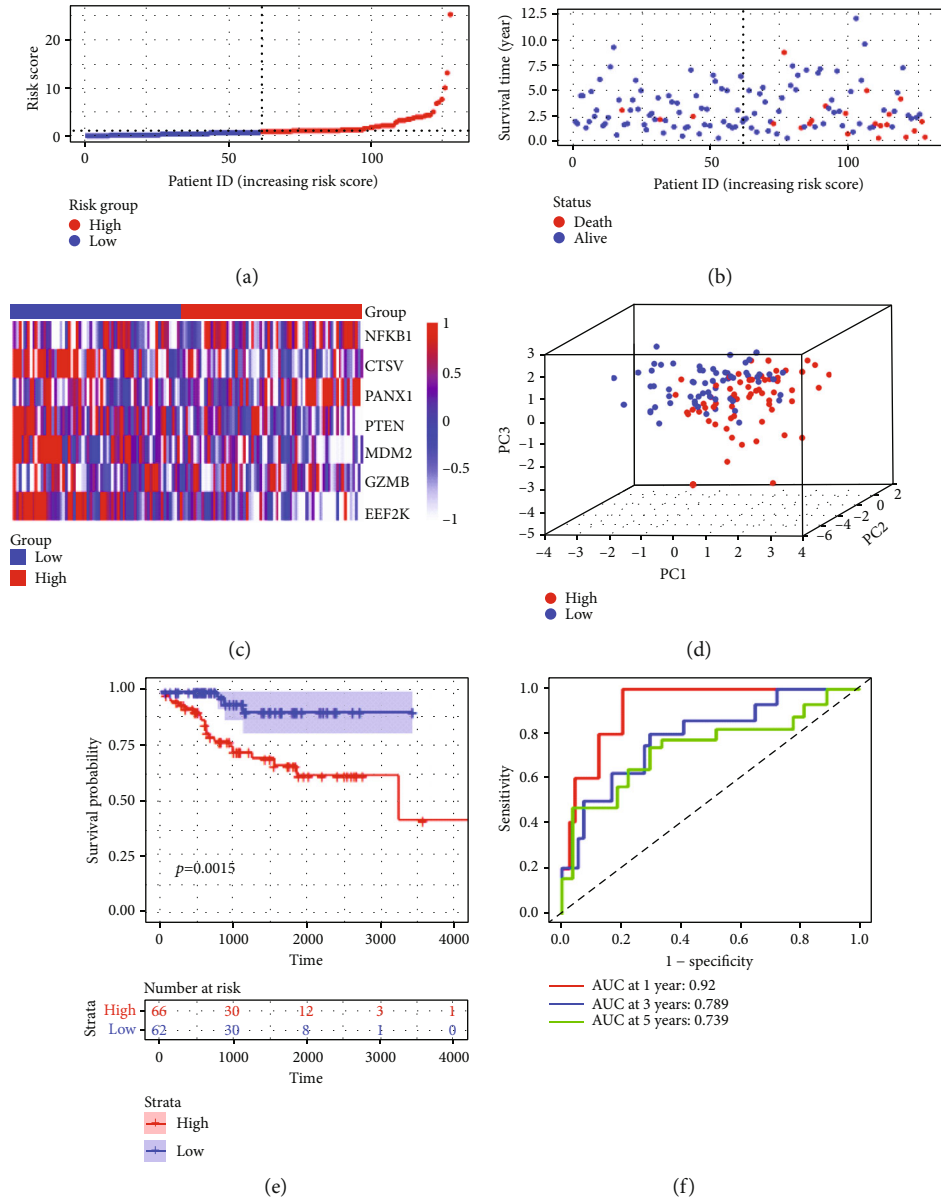 Risk score
20
10
0
0 50 100
Patient ID (increasing risk score)
Risk group
High
Low
(a)
Survival time (year)
12.5
10.0
7.5
5.0
2.5
0.0
0 50 100
Patient ID (increasing risk score)
Status
Death
Alive
(b)
Group
NFKB1
CTSV
PANX1
PTEN
MDM2
GZMB
EEF2K
1
0.5
0
−0.5
−1
Group
Low
High
(c)
PC3
3
2
1
0
−1
−2
−3
−4
−5
−4 −3 −2 −1 0 1 2 3 4
PC1
−6 −4 −2 0 2
PC2
High
Low
(d)
Survival probability
1.00
0.75
0.50
0.25
0.00
p=0.0015
0 1000 2000 3000 4000
Time
Number at risk
Strata
High 66 30 12 3 1
Low 62 30 8 1 0
0 1000 2000 3000 4000
Time
Strata
High
Low
(e)
Sensitivity
1.0
0.8
0.6
0.4
0.2
0.0
0.0 0.2 0.4 0.6 0.8 1.0
1 − specificity
AUC at 1 year: 0.92
AUC at 3 years: 0.789
AUC at 5 years: 0.739
(f)